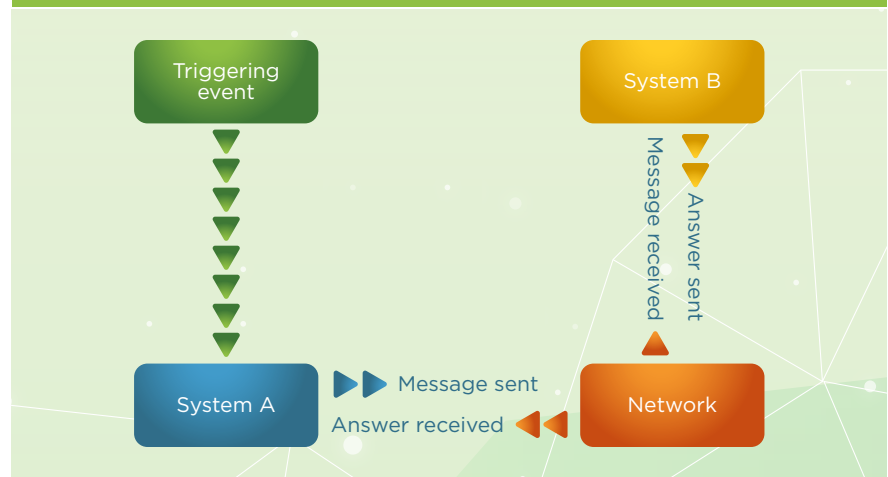 Triggering
event
System B
Message received
Answer sent
System A
Message sent
Answer received
Network